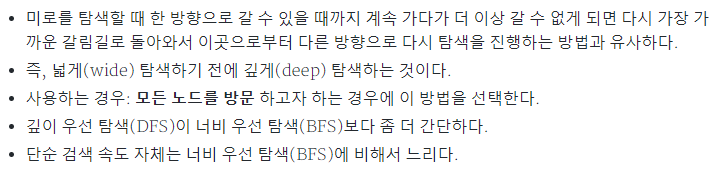 • 미로를 탐색할 때 한 방향으로 갈 수 있을 때까지 계속 가다가 더 이상 갈 수 없게 되면 다시 가장 가
까운 갈림길로 돌아와서 이곳으로부터 다른 방향으로 다시 탐색을 진행하는 방법과 유사하다.
• 즉, 넓게(wide) 탐색하기 전에 깊게(deep) 탐색하는 것이다.
• 사용하는 경우: 모든 노드를 방문 하고자 하는 경우에 이 방법을 선택한다.
• 깊이 우선 탐색(DFS)이 너비 우선 탐색(BFS)보다 좀 더 간단하다.
• 단순 검색 속도 자체는 너비 우선 탐색(BFS)에 비해서 느리다.